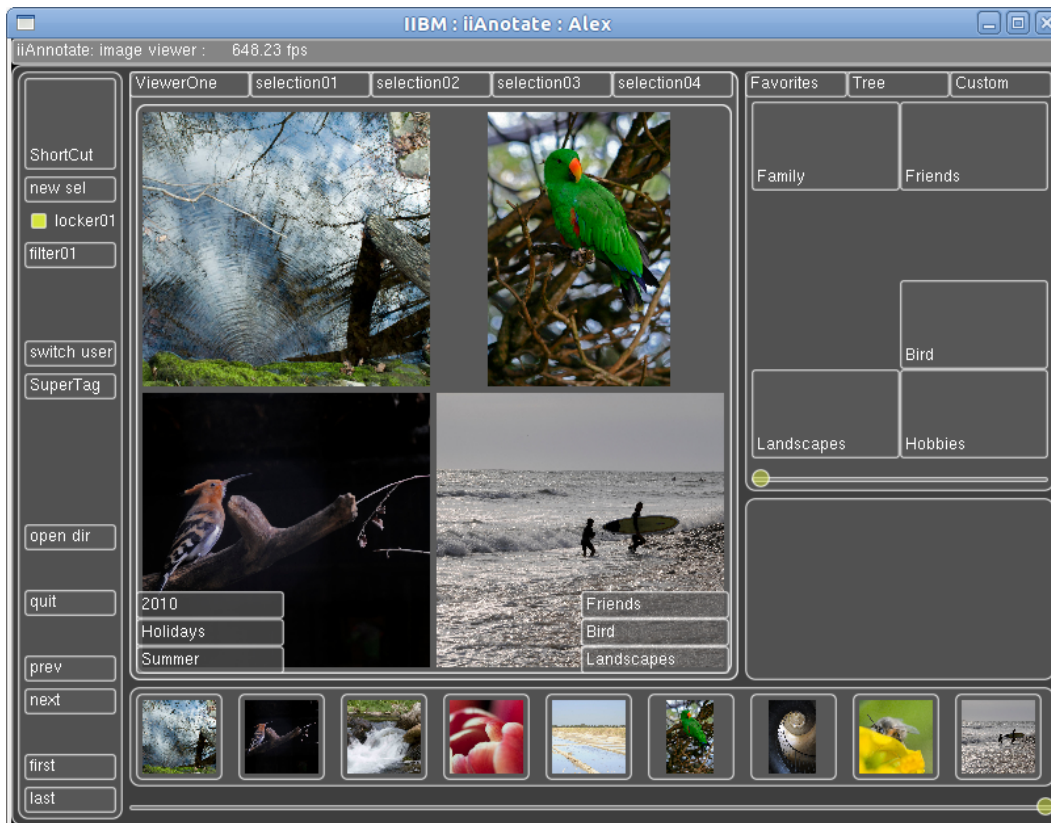 IIBM : iiAnotate : Alex
iiAnnotate: image viewer : 648.23 fps
ShortCut
new sel
locker01
filter01
switch user
SuperTag
open dir
quit
prev
next
first
last
ViewerOne selection01 selection02 selection03 selection04
2010
Holidays
Summer
Friends
Bird
Landscapes
Favorites Tree Custom
Family Friends
Bird
Landscapes Hobbies